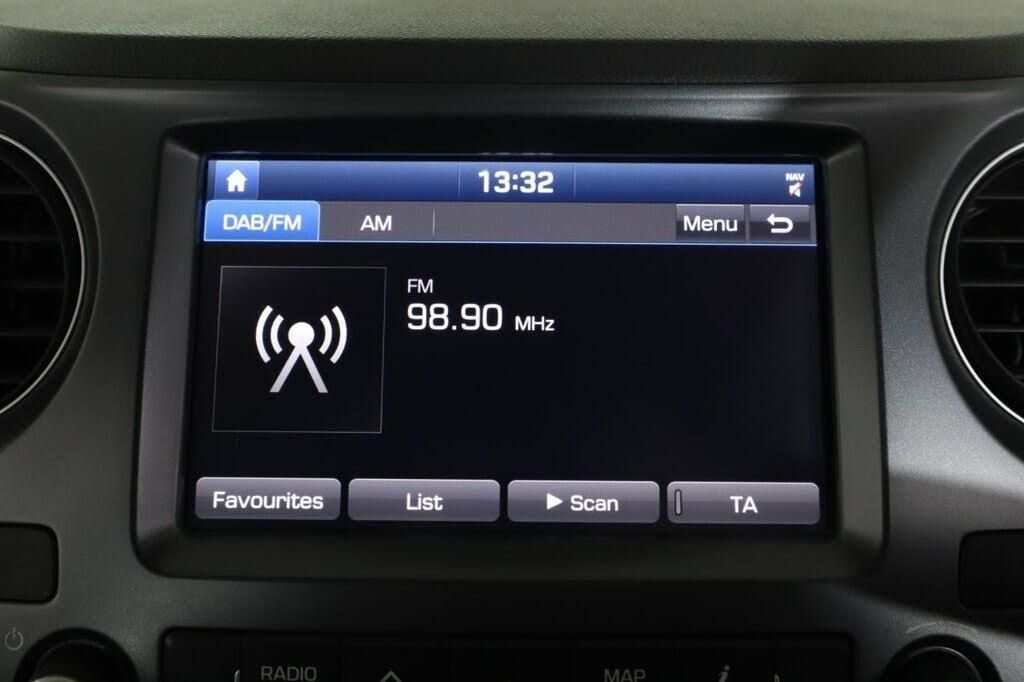 13:32
NAV
DAB/FM AM Menu
FM
98.90 MHz
Favourites List Scan TA
RADIO MAP i